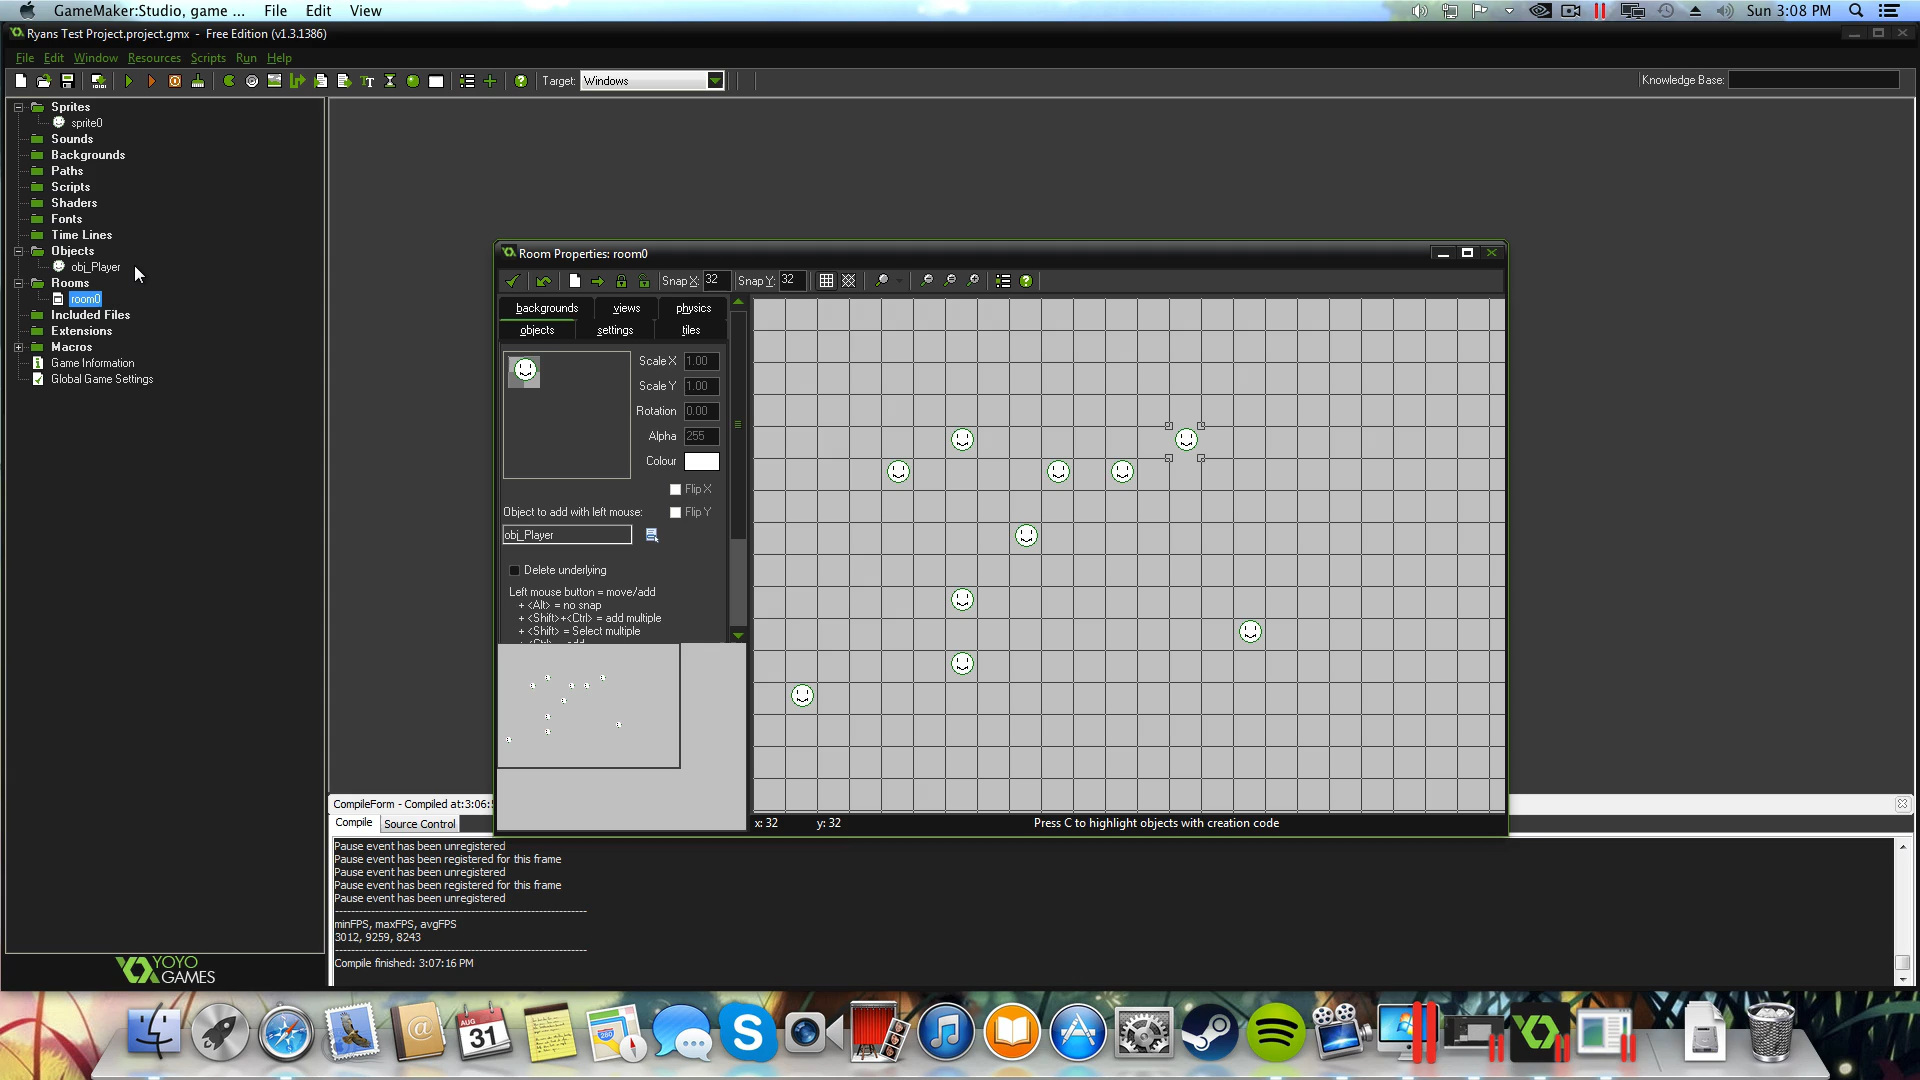 GameMaker:Studio, game ... File Edit View
Sun 3:08 PM
Ryans Test Project.project.gmx - Free Edition (v1.3.1386)
File Edit Window Resources Scripts Run Help
Target: Windows
Knowledge Base:
Sprites
sprite0
Sounds
Backgrounds
Paths
Scripts
Shaders
Fonts
Time Lines
Objects
obj_Player
Rooms
room0
Included Files
Extensions
Macros
Game Information
Global Game Settings
YOYO
GAMES
Room Properties: room0
Snap X: 32 Snap Y: 32
backgrounds views physics
objects settings tiles
Scale X 1.00
Scale Y 1.00
Rotation 0.00
Alpha 255
Colour
Flip X
Object to add with left mouse:
Flip Y
obj_Player
Delete underlying
Left mouse button = move/add
+ <Alt> = no snap
+ <Shift>+<Ctrl> = add multiple
+ <Shift> = Select multiple
x: 32 y: 32 Press C to highlight objects with creation code
CompileForm - Compiled at:3:06:
Compile Source Control
Pause event has been unregistered
Pause event has been registered for this frame
Pause event has been unregistered
Pause event has been registered for this frame
Pause event has been unregistered
minFPS, maxFPS, avgFPS
3012, 9259, 8243
Compile finished: 3:07:16 PM
AUG
31
280